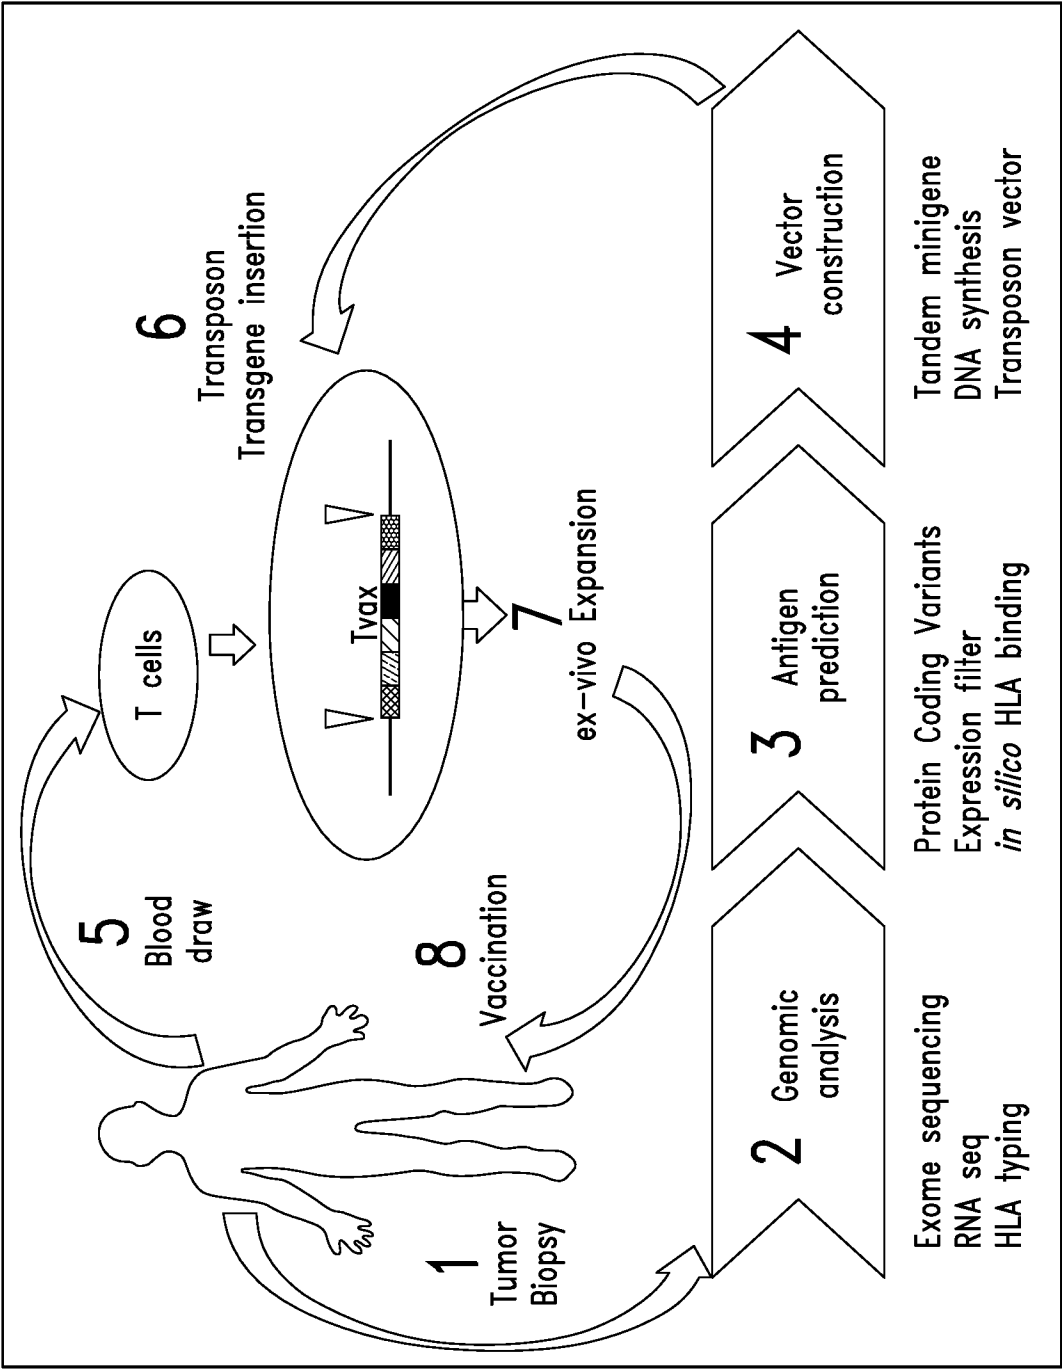 1
Tumor
Biopsy
2
Genomic
analysis
Exome sequencing
RNA seq
HLA typing
3
Antigen
prediction
Protein Coding Variants
Expression filter
in silico HLA binding
4
Vector
construction
Tandem minigene
DNA synthesis
Transposon vector
5
Blood
draw
T cells
6
Transposon
Transgene insertion
Tvax
7
ex-vivo Expansion
8
Vaccination